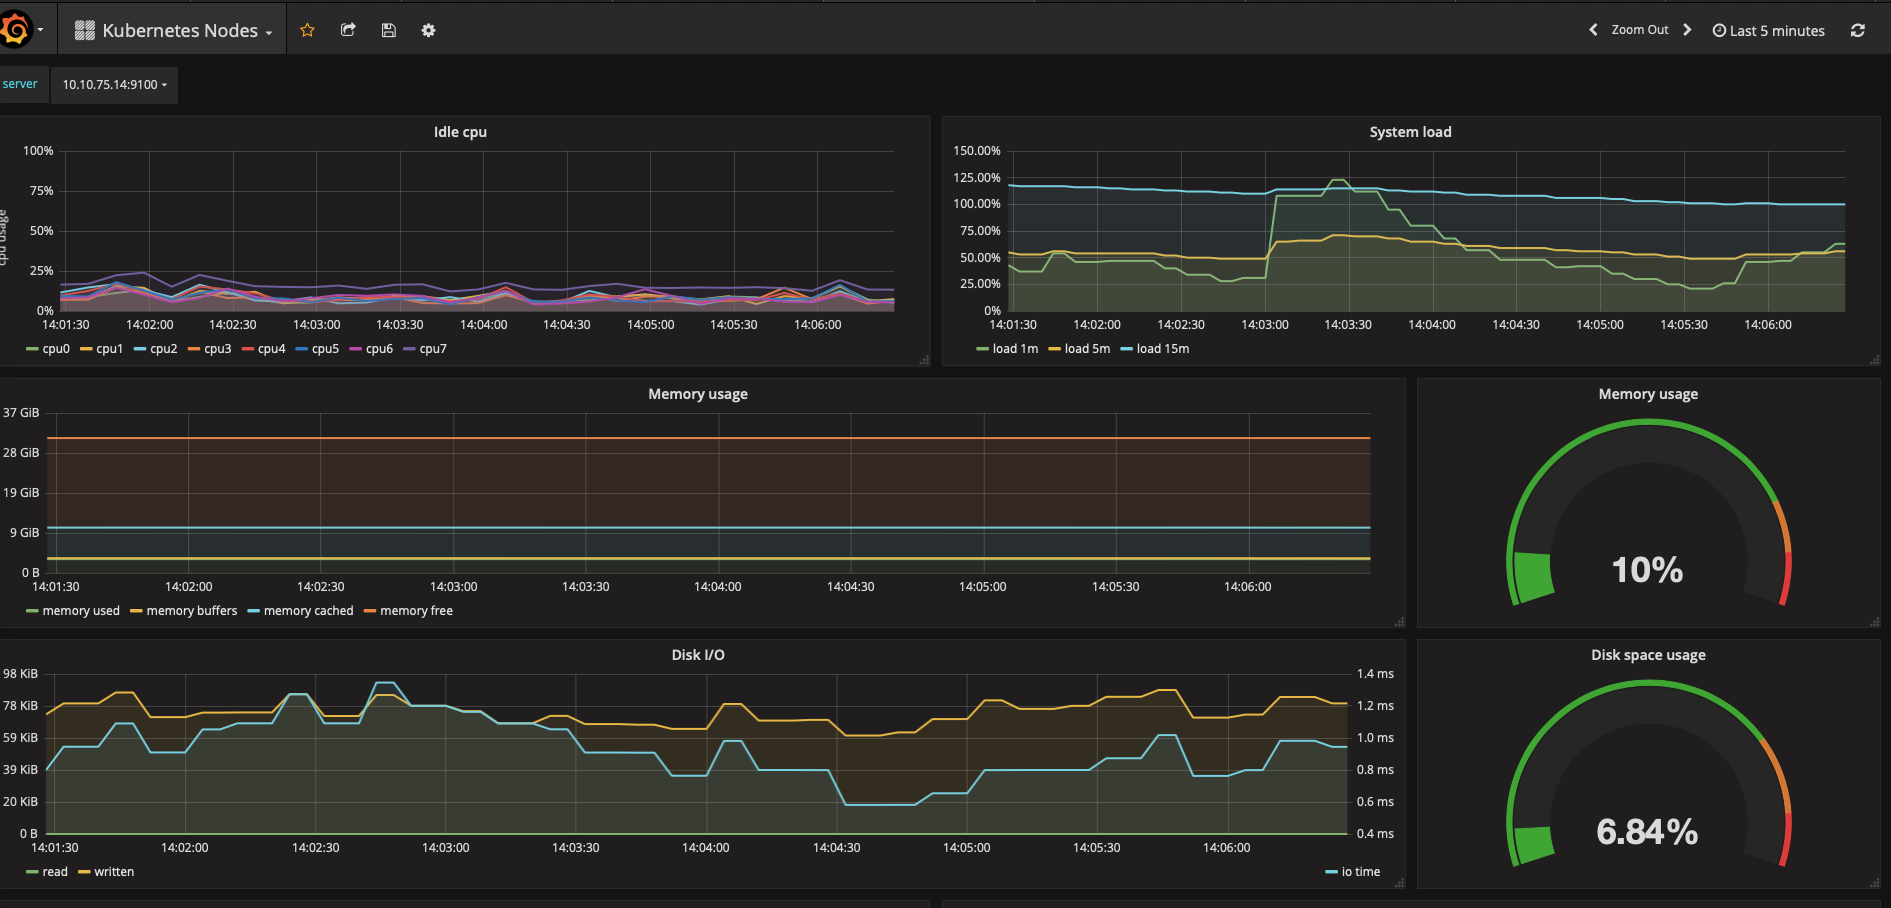 Kubernetes Nodes
Zoom Out
Last 5 minutes
server
10.10.75.14:9100
Idle cpu
cpu usage
100%
75%
50%
25%
0%
14:01:30 14:02:00 14:02:30 14:03:00 14:03:30 14:04:00 14:04:30 14:05:00 14:05:30 14:06:00
cpu0 cpu1 cpu2 cpu3 cpu4 cpu5 cpu6 cpu7
System load
150.00%
125.00%
100.00%
75.00%
50.00%
25.00%
0%
14:01:30 14:02:00 14:02:30 14:03:00 14:03:30 14:04:00 14:04:30 14:05:00 14:05:30 14:06:00
load 1m load 5m load 15m
Memory usage
37 GiB
28 GiB
19 GiB
9 GiB
0 B
14:01:30 14:02:00 14:02:30 14:03:00 14:03:30 14:04:00 14:04:30 14:05:00 14:05:30 14:06:00
memory used memory buffers memory cached memory free
Memory usage
10%
Disk I/O
98 KiB
78 KiB
59 KiB
39 KiB
20 KiB
0 B
1.4 ms
1.2 ms
1.0 ms
0.8 ms
0.6 ms
0.4 ms
14:01:30 14:02:00 14:02:30 14:03:00 14:03:30 14:04:00 14:04:30 14:05:00 14:05:30 14:06:00
read written
io time
Disk space usage
6.84%